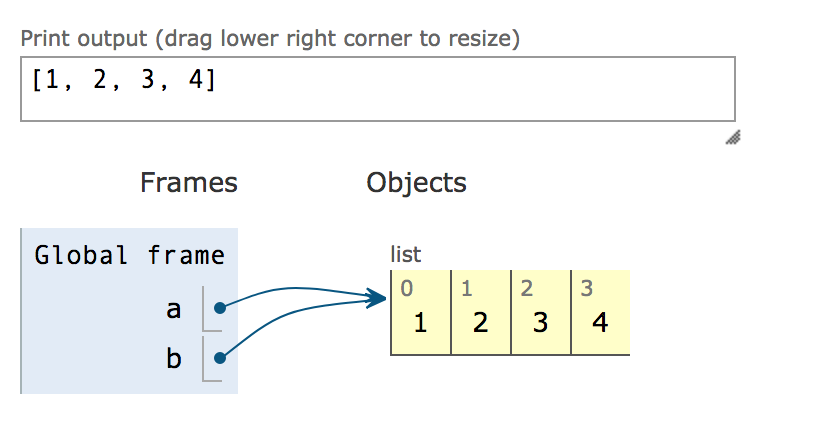 Print output (drag lower right corner to resize)
[1, 2, 3, 4]
Frames Objects
Global frame
list
0 1 2 3
a
1 2 3 4
b